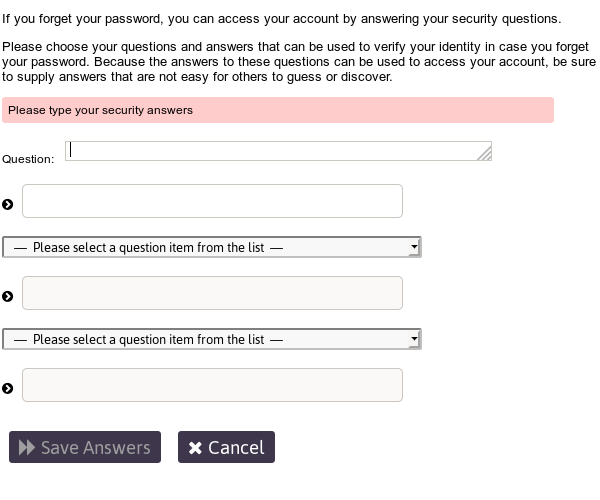 If you forget your password, you can access your account by answering your security questions.
Please choose your questions and answers that can be used to verify your identity in case you forget
your password. Because the answers to these questions can be used to access your account, be sure
to supply answers that are not easy for others to guess or discover.
Please type your security answers
Question:
— Please select a question item from the list —
— Please select a question item from the list —
Save Answers Cancel